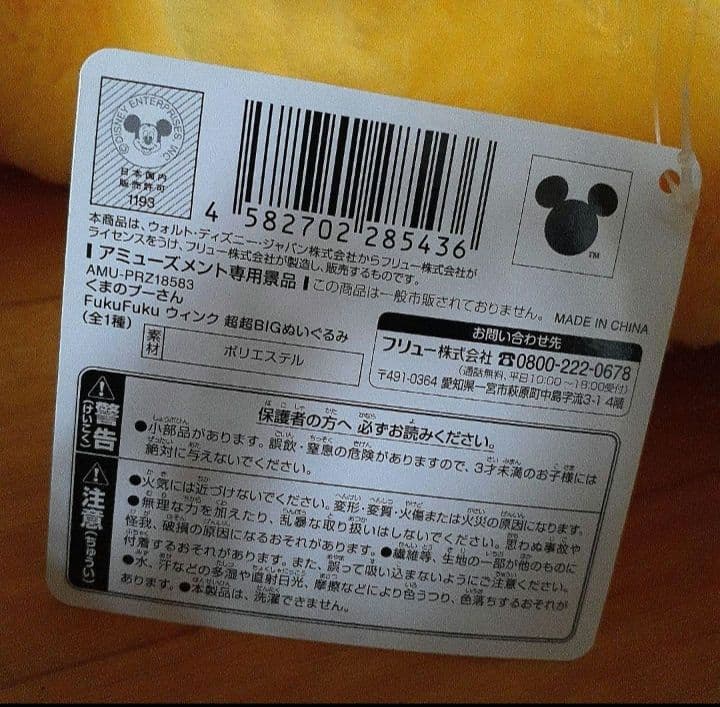 ©DISNEY ENTERPRISES INC
日本国内
販売許可
1193
4 582702 285436
TM
本商品は、ウォルト・ディズニー・ジャパン株式会社からフリュー株式会社が
ライセンスをうけ、フリュー株式会社が製造し、販売するものです。
アミューズメント専用景品 この商品は一般市販されておりません。 MADE IN CHINA
AMU-PRZ18583
くまのプーさん
FukuFuku ウィンク 超超BIGぬいぐるみ
(全1種)
素材 ポリエステル
お問い合わせ先
フリュー株式会社 ☎0800-222-0678
(通話無料、平日10:00～18:00受付)
〒491-0364 愛知県一宮市萩原町中島字流3-1 4階
警告
けいこく
保護者の方へ 必ずお読みください。
●小部品があります。誤飲・窒息の危険がありますので、3才未満のお子様には
絶対に与えないでください。
注意(ちゅうい)
●火気には近づけないでください。変形・変質・火傷または火災の原因になります。
●無理な力を加えたり、乱暴な取り扱いはしないでください。思わぬ事故や
怪我、破損の原因になるおそれがあります。●繊維等、生地の一部が他のものに
付着するおそれがあります。また、誤って吸い込まないようにご注意ください。
●水、汗などの多湿や直射日光、摩擦などにより色うつり、色落ちするおそれが
あります。●本製品は、洗濯できません。